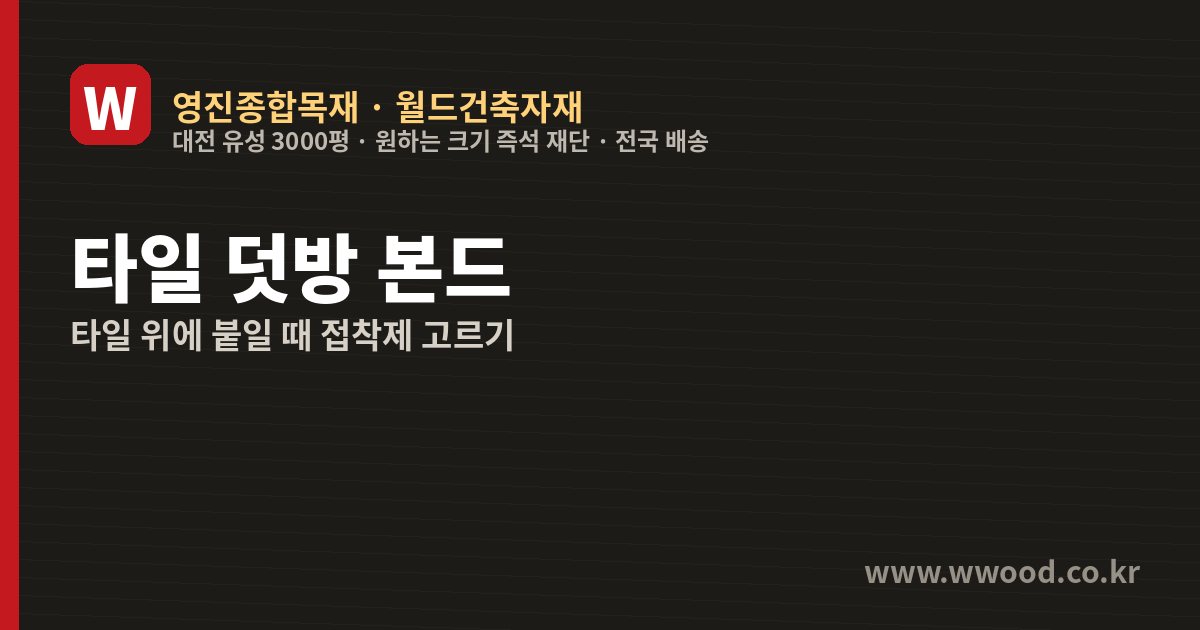 W
영진종합목재 · 월드건축자재
대전 유성 3000평 · 원하는 크기 즉석 재단 · 전국 배송
타일 덧방 본드
타일 위에 붙일 때 접착제 고르기
www.wwood.co.kr